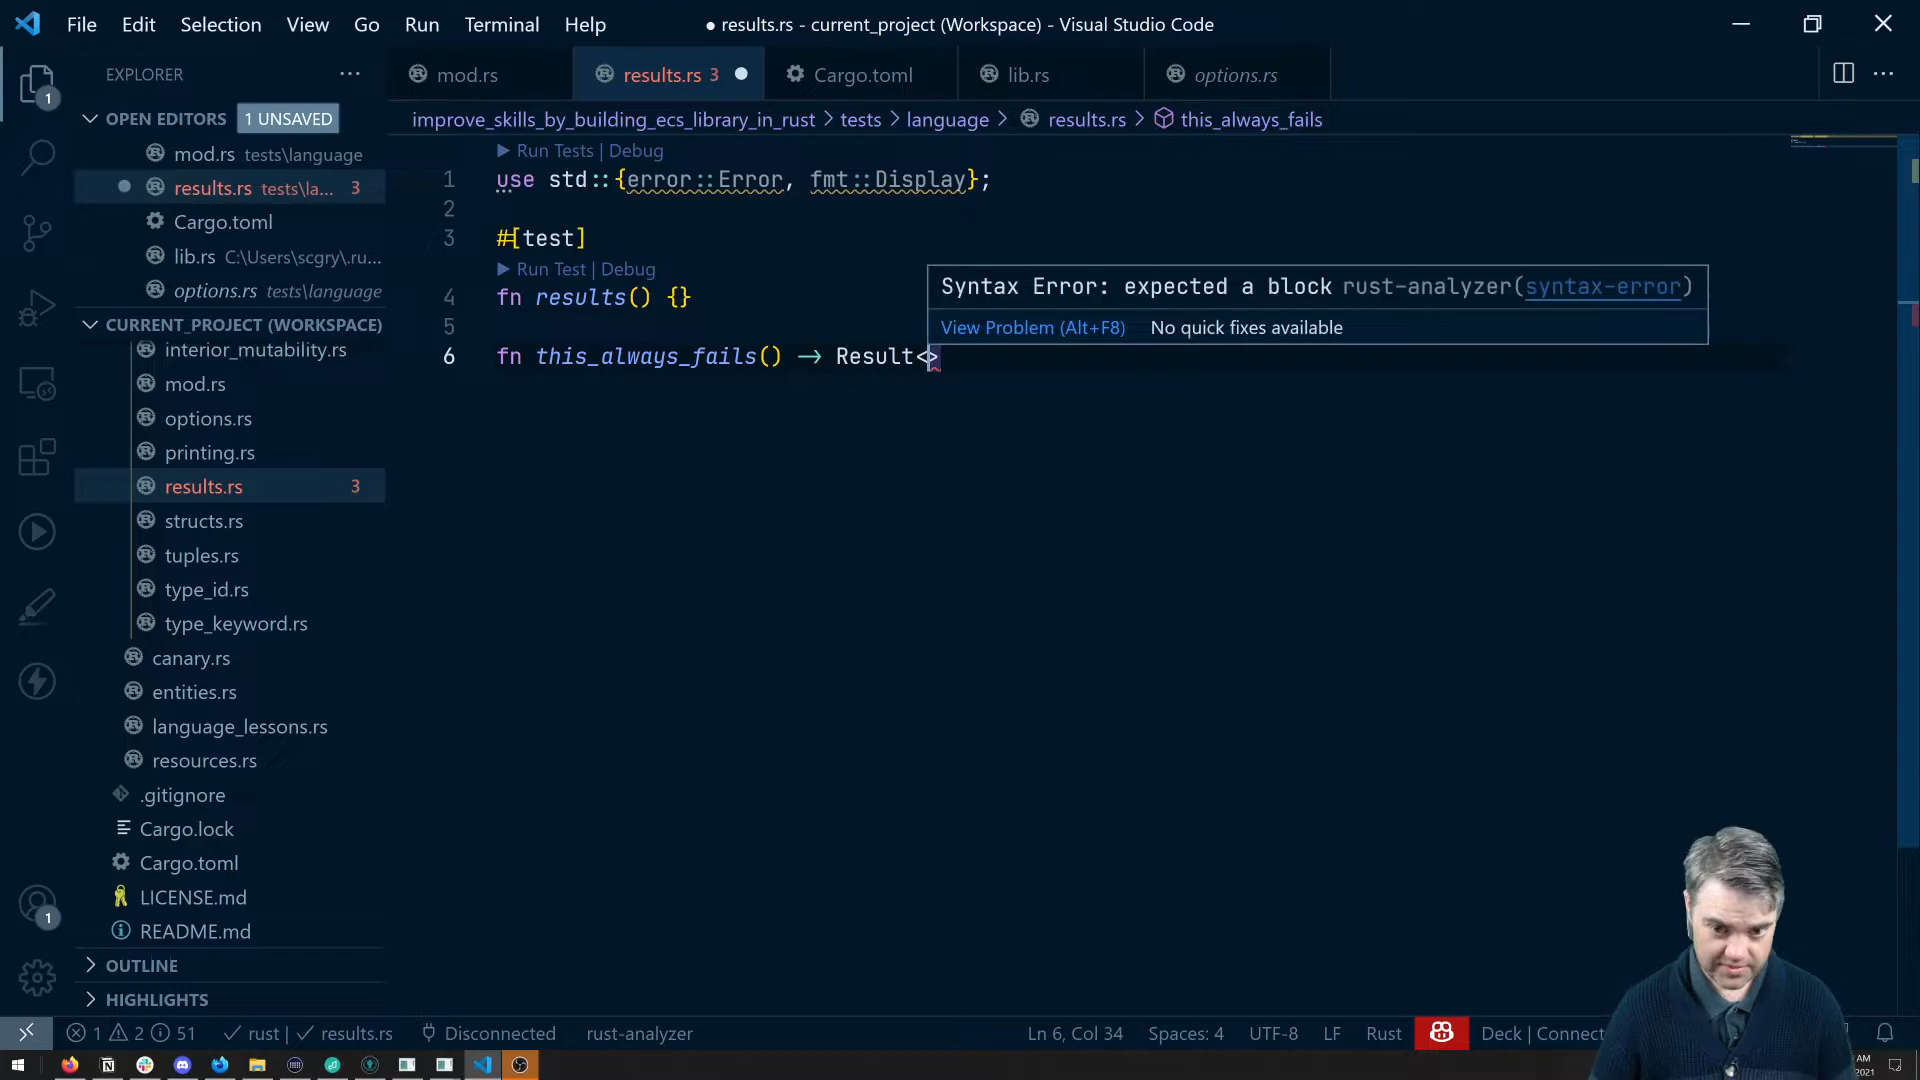 File Edit Selection View Go Run Terminal Help ● results.rs - current_project (Workspace) - Visual Studio Code
EXPLORER ...
mod.rs results.rs 3 Cargo.toml lib.rs options.rs ...
1
OPEN EDITORS 1 UNSAVED
improve_skills_by_building_ecs_library_in_rust > tests > language > results.rs > this_always_fails
mod.rs tests\language
results.rs tests\la... 3
Cargo.toml
lib.rs C:\Users\scgry\.ru...
options.rs tests\language
CURRENT_PROJECT (WORKSPACE)
interior_mutability.rs
mod.rs
options.rs
printing.rs
results.rs 3
structs.rs
tuples.rs
type_id.rs
type_keyword.rs
canary.rs
entities.rs
language_lessons.rs
resources.rs
.gitignore
Cargo.lock
Cargo.toml
LICENSE.md
README.md
OUTLINE
HIGHLIGHTS
1
▶ Run Tests | Debug
1 use std::{error::Error, fmt::Display};
2
3 #[test]
▶ Run Test | Debug
4 fn results() {}
5
6 fn this_always_fails() -> Result<>
Syntax Error: expected a block rust-analyzer(syntax-error)
View Problem (Alt+F8) No quick fixes available
1 2 51 rust | results.rs Disconnected rust-analyzer Ln 6, Col 34 Spaces: 4 UTF-8 LF Rust Deck | Connect
AM
2021